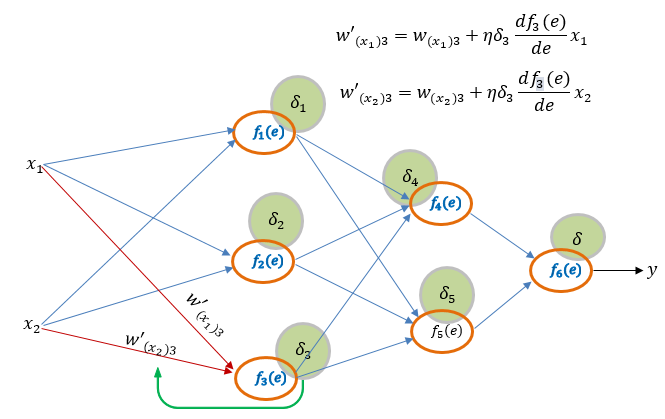 w′₍ₓ₁₎₃ = w₍ₓ₁₎₃ + ηδ₃ df₃(e)/de x₁
w′₍ₓ₂₎₃ = w₍ₓ₂₎₃ + ηδ₃ df₃(e)/de x₂
δ₁
f₁(e)
x₁
δ₄
f₄(e)
δ₂
f₂(e)
δ
f₆(e)
y
δ₅
f₅(e)
x₂
w′₍ₓ₁₎₃
w′₍ₓ₂₎₃
δ₃
f₃(e)